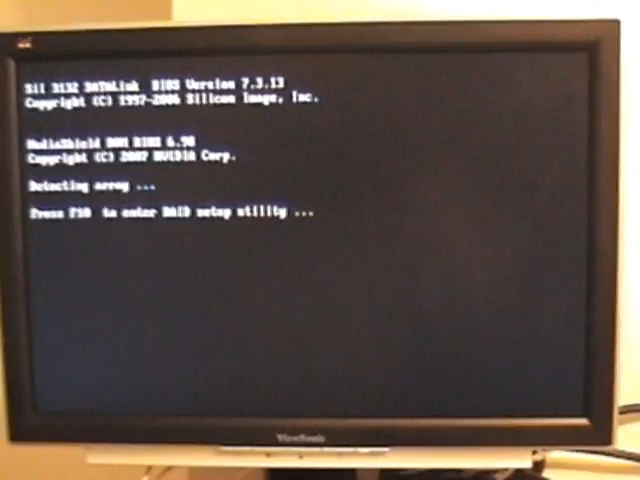 SiI 3132 SATALink BIOS Version 7.3.13
Copyright (C) 1997-2006 Silicon Image, Inc.
MediaShield ROM BIOS 6.90
Copyright (C) 2007 NVIDIA Corp.
Detecting array ...
Press F10 to enter RAID setup utility ...
ViewSonic